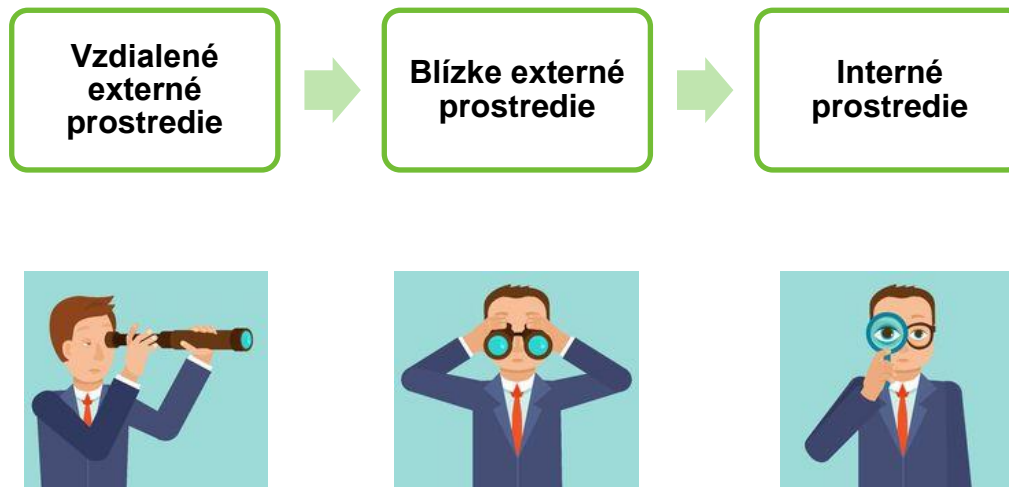 Vzdialené
externé
prostredie
Blízke externé
prostredie
Interné
prostredie